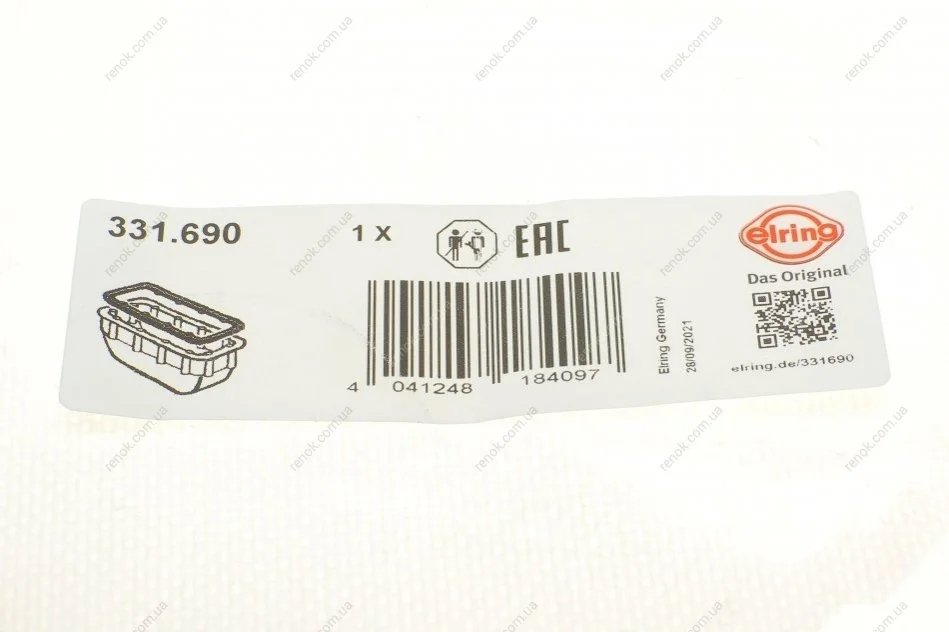 331.690
1 X
EAC
elring
Das Original
elring.de/331690
Elring Germany
28/09/2021
4 041248 184097
renok.com.ua